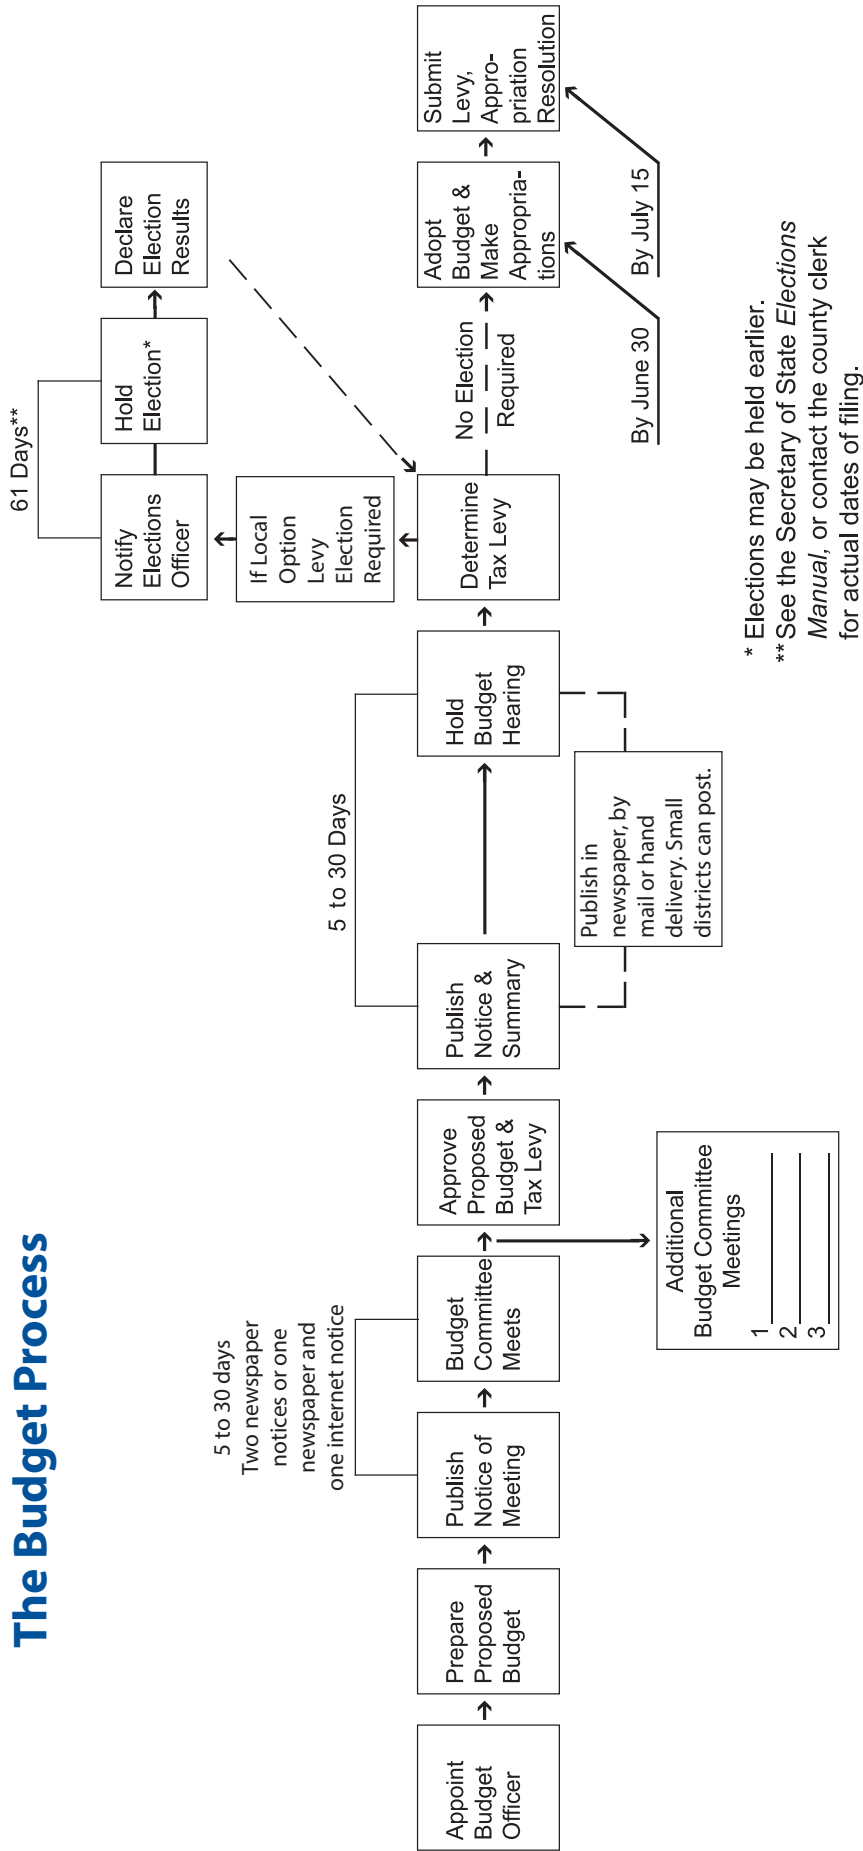 The Budget Process
Appoint
Budget
Officer
Prepare
Proposed
Budget
Publish
Notice of
Meeting
5 to 30 days
Two newspaper
notices or one
newspaper and
one internet notice
Budget
Committee
Meets
Additional
Budget Committee
Meetings
1
2
3
Approve
Proposed
Budget &
Tax Levy
Publish
Notice &
Summary
5 to 30 Days
Publish in
newspaper, by
mail or hand
delivery. Small
districts can post.
Hold
Budget
Hearing
Determine
Tax Levy
If Local
Option
Levy
Election
Required
Notify
Elections
Officer
61 Days**
Hold
Election*
Declare
Election
Results
No Election
Required
Adopt
Budget &
Make
Appropria-
tions
Submit
Levy,
Appro-
priation
Resolution
By June 30
By July 15
* Elections may be held earlier.
** See the Secretary of State Elections
Manual, or contact the county clerk
for actual dates of filing.